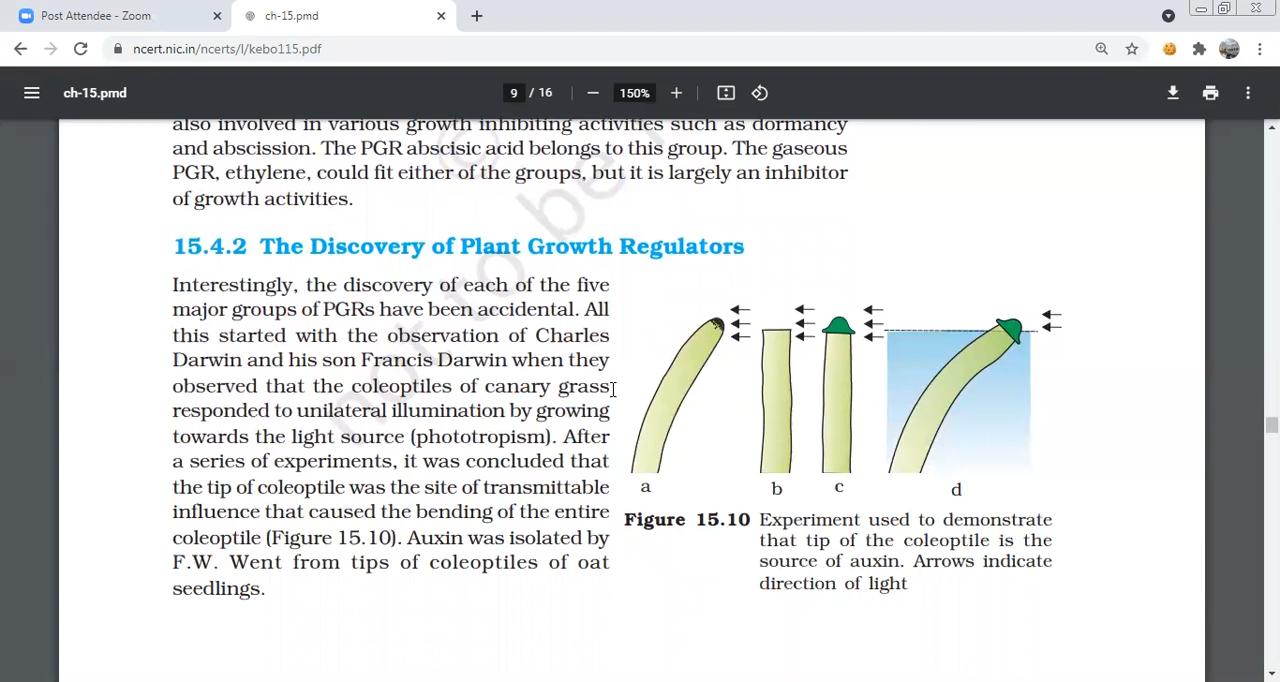 Post Attendee - Zoom
ch-15.pmd
ncert.nic.in/ncerts/l/kebo115.pdf
ch-15.pmd
9 / 16
150%
also involved in various growth inhibiting activities such as dormancy
and abscission. The PGR abscisic acid belongs to this group. The gaseous
PGR, ethylene, could fit either of the groups, but it is largely an inhibitor
of growth activities.
15.4.2 The Discovery of Plant Growth Regulators
Interestingly, the discovery of each of the five
major groups of PGRs have been accidental. All
this started with the observation of Charles
Darwin and his son Francis Darwin when they
observed that the coleoptiles of canary grass
responded to unilateral illumination by growing
towards the light source (phototropism). After
a series of experiments, it was concluded that
the tip of coleoptile was the site of transmittable
influence that caused the bending of the entire
coleoptile (Figure 15.10). Auxin was isolated by
F.W. Went from tips of coleoptiles of oat
seedlings.
a b c d
Figure 15.10 Experiment used to demonstrate
that tip of the coleoptile is the
source of auxin. Arrows indicate
direction of light
©
not to be